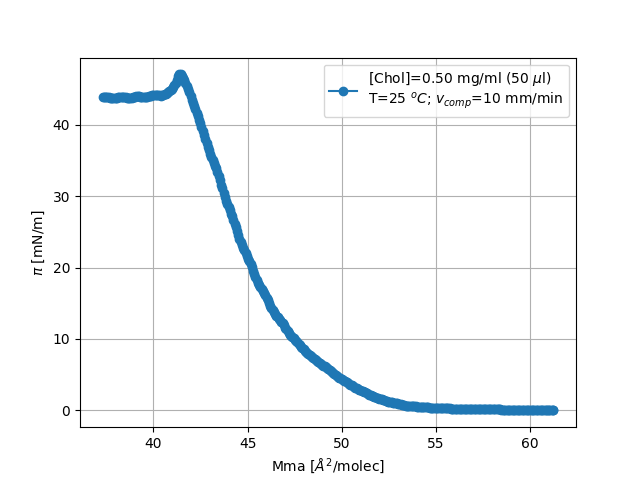 [Chol]=0.50 mg/ml (50 μl)
T=25 °C; v_comp=10 mm/min
π [mN/m]
40
30
20
10
0
40 45 50 55 60
Mma [Å²/molec]